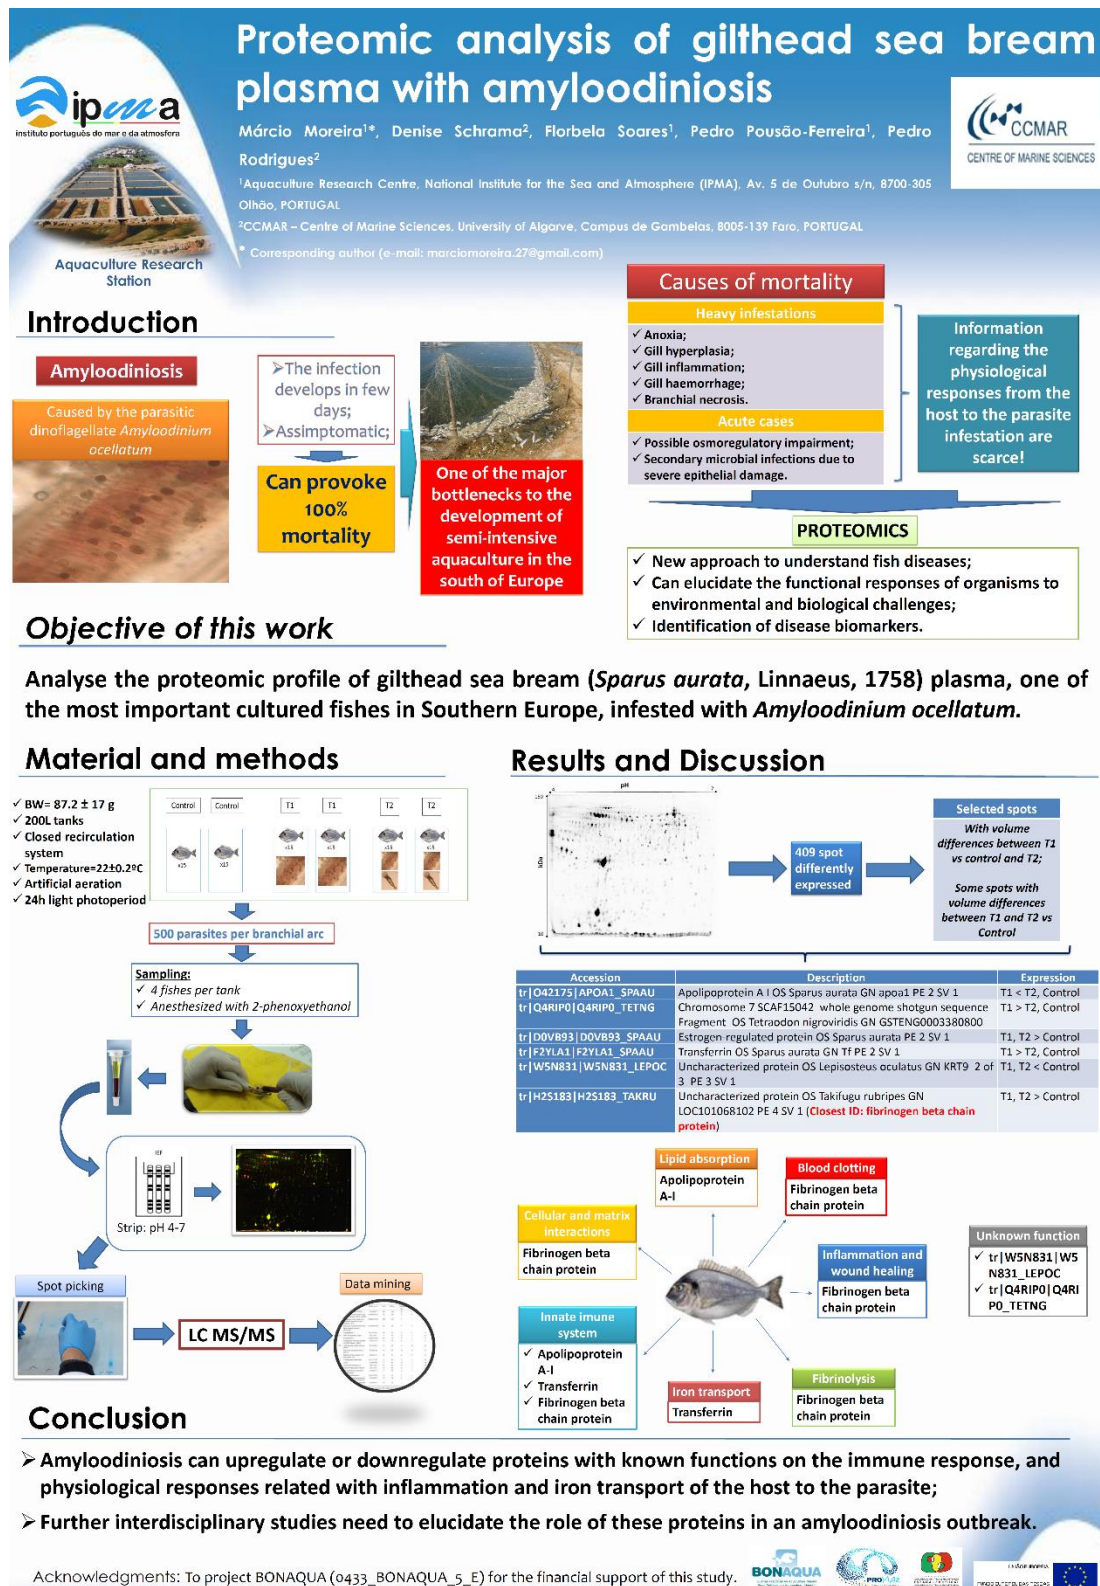 Proteomic analysis of gilthead sea bream
plasma with amyloodiniosis
ipma
instituto português do mar e da atmosfera
Aquaculture Research
Station
Márcio Moreira¹*, Denise Schrama², Florbela Soares¹, Pedro Pousão-Ferreira¹, Pedro
Rodrigues²
¹Aquaculture Research Centre, National Institute for the Sea and Atmosphere (IPMA), Av. 5 de Outubro s/n, 8700-305
Olhão, PORTUGAL
²CCMAR – Centre of Marine Sciences, University of Algarve, Campus de Gambelas, 8005-139 Faro, PORTUGAL
* Corresponding author (e-mail: marciomoreira.27@gmail.com)
CCMAR
CENTRE OF MARINE SCIENCES
Introduction
Amyloodiniosis
Caused by the parasitic
dinoflagellate Amyloodinium
ocellatum
➢The infection
develops in few
days;
➢Assimptomatic;
Can provoke
100%
mortality
One of the major
bottlenecks to the
development of
semi-intensive
aquaculture in the
south of Europe
Causes of mortality
Heavy infestations
✓ Anoxia;
✓ Gill hyperplasia;
✓ Gill inflammation;
✓ Gill haemorrhage;
✓ Branchial necrosis.
Acute cases
✓ Possible osmoregulatory impairment;
✓ Secondary microbial infections due to
severe epithelial damage.
Information
regarding the
physiological
responses from the
host to the parasite
infestation are
scarce!
PROTEOMICS
✓ New approach to understand fish diseases;
✓ Can elucidate the functional responses of organisms to
environmental and biological challenges;
✓ Identification of disease biomarkers.
Objective of this work
Analyse the proteomic profile of gilthead sea bream (Sparus aurata, Linnaeus, 1758) plasma, one of
the most important cultured fishes in Southern Europe, infested with Amyloodinium ocellatum.
Material and methods
✓ BW= 87.2 ± 17 g
✓ 200L tanks
✓ Closed recirculation
system
✓ Temperature=22±0.2ºC
✓ Artificial aeration
✓ 24h light photoperiod
Control Control T1 T1 T2 T2
500 parasites per branchial arc
Sampling:
✓ 4 fishes per tank
✓ Anesthesized with 2-phenoxyethanol
IEF
Strip: pH 4-7
Spot picking
LC MS/MS
Data mining
Results and Discussion
pH
4 7
kDa
409 spot
differently
expressed
Selected spots
With volume
differences between T1
vs control and T2;
Some spots with
volume differences
between T1 and T2 vs
Control
Accession Description Expression
tr|O42175|APOA1_SPAAU Apolipoprotein A I OS Sparus aurata GN apoa1 PE 2 SV 1 T1 < T2, Control
tr|Q4RIP0|Q4RIP0_TETNG Chromosome 7 SCAF15042 whole genome shotgun sequence T1 > T2, Control
Fragment OS Tetraodon nigroviridis GN GSTENG0003380800
tr|D0VB93|D0VB93_SPAAU Estrogen-regulated protein OS Sparus aurata PE 2 SV 1 T1, T2 > Control
tr|F2YLA1|F2YLA1_SPAAU Transferrin OS Sparus aurata GN Tf PE 2 SV 1 T1 > T2, Control
tr|W5N831|W5N831_LEPOC Uncharacterized protein OS Lepisosteus oculatus GN KRT9 2 of T1, T2 < Control
3 PE 3 SV 1
tr|H2S183|H2S183_TAKRU Uncharacterized protein OS Takifugu rubripes GN T1, T2 > Control
LOC101068102 PE 4 SV 1 (Closest ID: fibrinogen beta chain
protein)
Lipid absorption
Apolipoprotein
A-I
Blood clotting
Fibrinogen beta
chain protein
Cellular and matrix
interactions
Fibrinogen beta
chain protein
Inflammation and
wound healing
Fibrinogen beta
chain protein
Unknown function
✓ tr|W5N831|W5
N831_LEPOC
✓ tr|Q4RIP0|Q4RI
P0_TETNG
Innate imune
system
✓ Apolipoprotein
A-I
✓ Transferrin
✓ Fibrinogen beta
chain protein
Iron transport
Transferrin
Fibrinolysis
Fibrinogen beta
chain protein
Conclusion
➢ Amyloodiniosis can upregulate or downregulate proteins with known functions on the immune response, and
physiological responses related with inflammation and iron transport of the host to the parasite;
➢ Further interdisciplinary studies need to elucidate the role of these proteins in an amyloodiniosis outbreak.
Acknowledgments: To project BONAQUA (0433_BONAQUA_5_E) for the financial support of this study.
BONAQUA